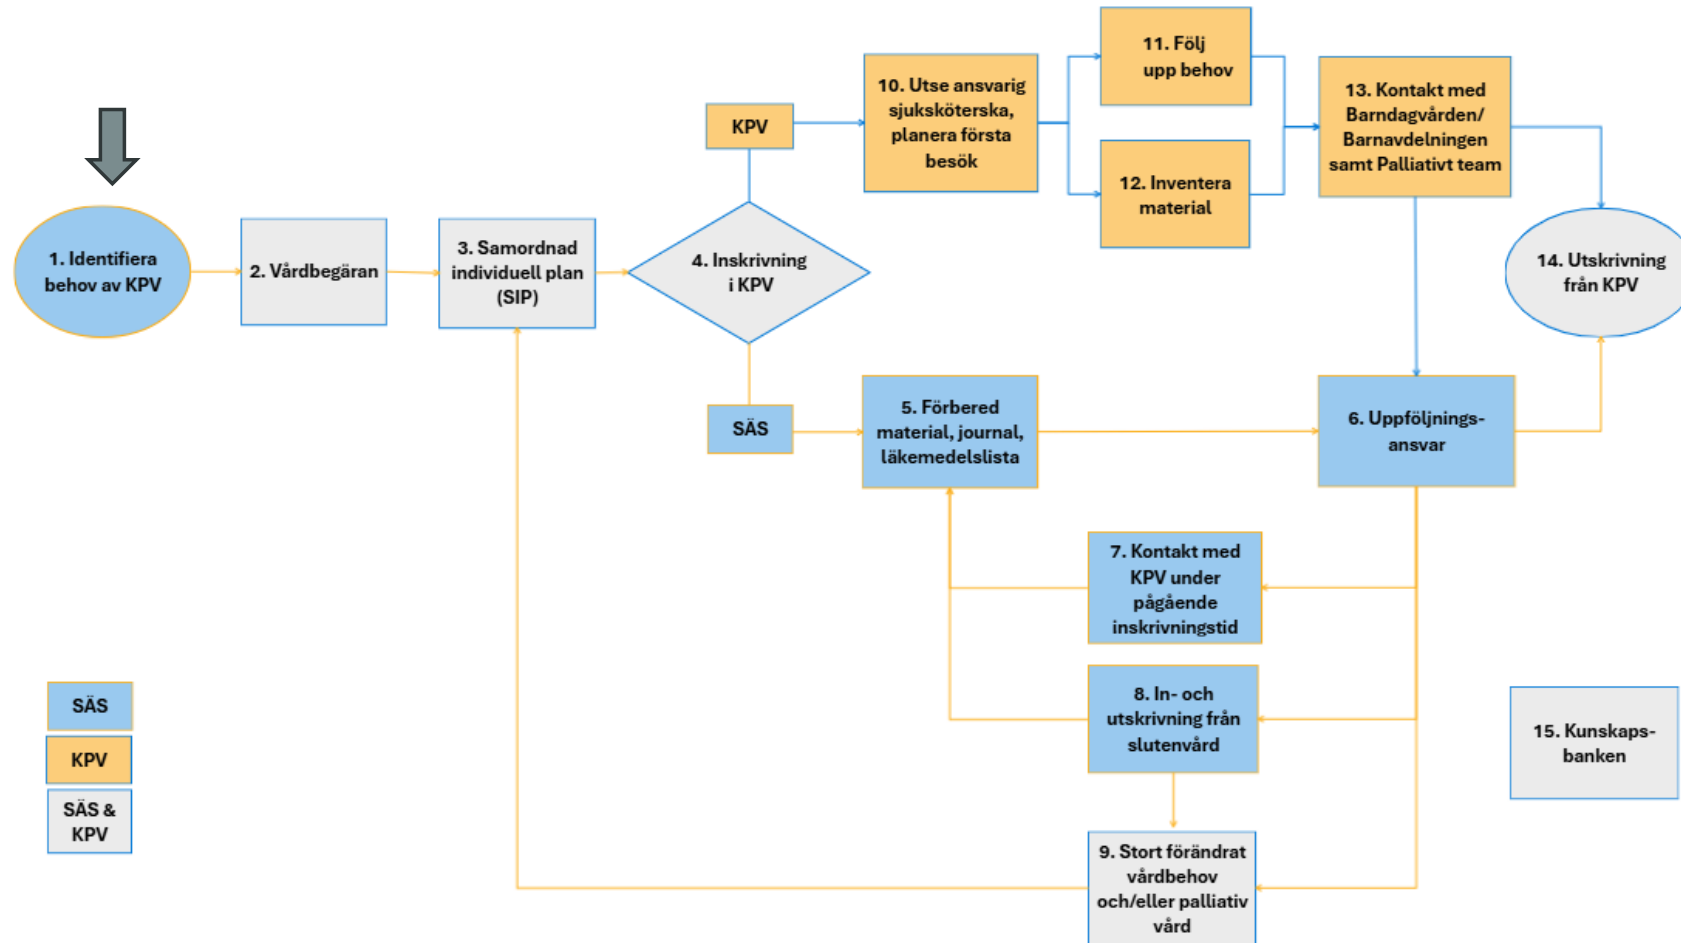 1. Identifiera
behov av KPV
2. Vårdbegäran
3. Samordnad
individuell plan
(SIP)
4. Inskrivning
i KPV
KPV
10. Utse ansvarig
sjuksköterska,
planera första
besök
11. Följ
upp behov
12. Inventera
material
13. Kontakt med
Barndagvården/
Barnavdelningen
samt Palliativt team
14. Utskrivning
från KPV
SÄS
5. Förbered
material, journal,
läkemedelslista
6. Uppföljnings-
ansvar
7. Kontakt med
KPV under
pågående
inskrivningstid
8. In- och
utskrivning från
slutenvård
9. Stort förändrat
vårdbehov
och/eller palliativ
vård
15. Kunskaps-
banken
SÄS
KPV
SÄS &
KPV